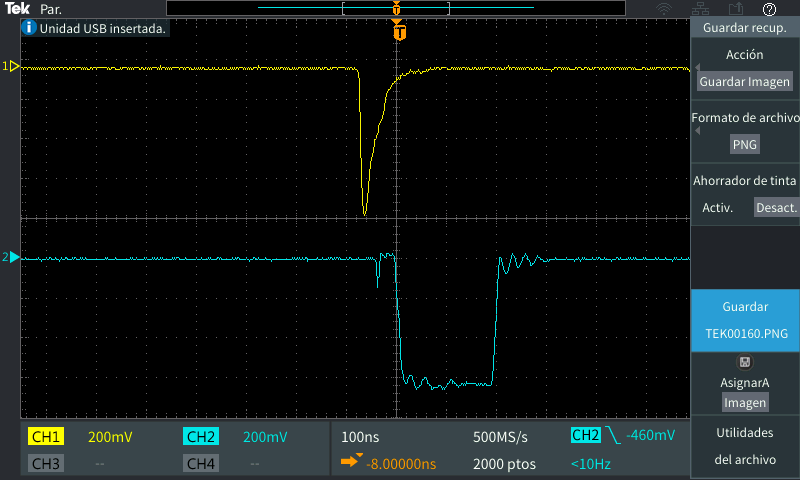 Tek Par.
T
T
Unidad USB insertada.
1
2
Guardar recup.
Acción
Guardar Imagen
Formato de archivo
PNG
Ahorrador de tinta
Activ. Desact.
Guardar
TEK00160.PNG
AsignarA
Imagen
Utilidades
del archivo
CH1 200mV CH2 200mV 100ns 500MS/s CH2 -460mV
CH3 -- CH4 -- -8.00000ns 2000 ptos <10Hz